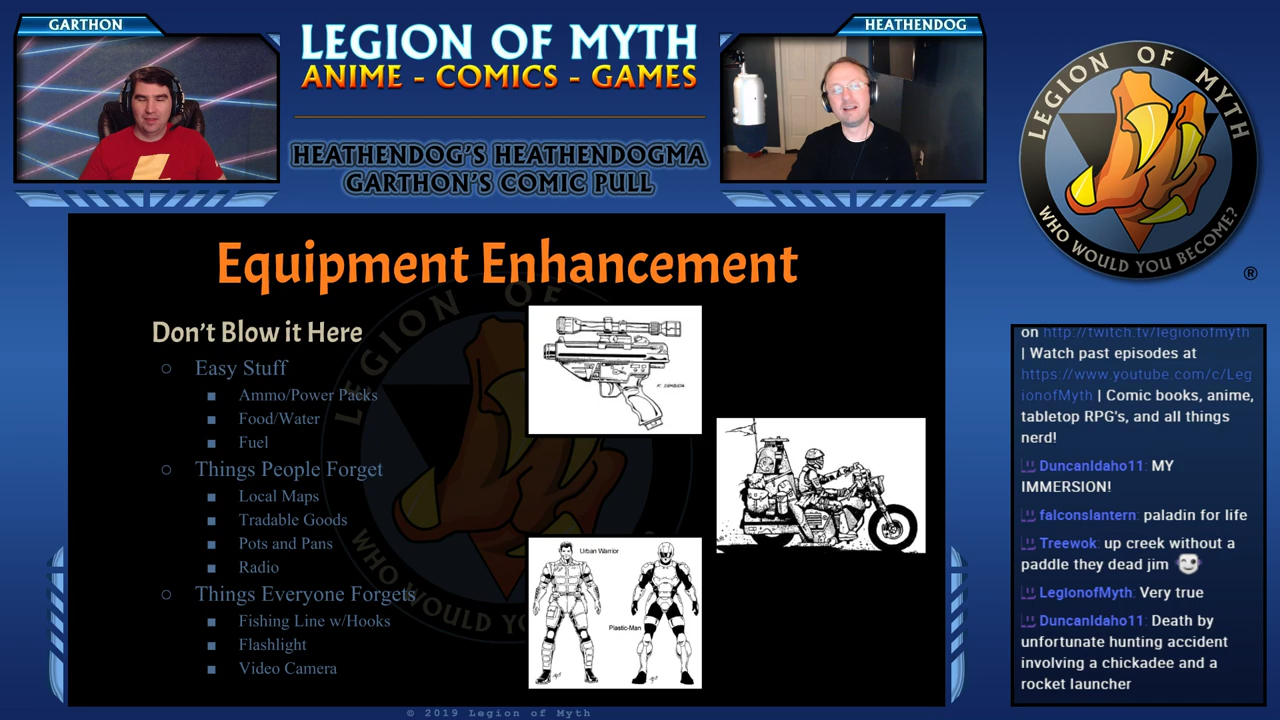 GARTHON
LEGION OF MYTH
ANIME - COMICS - GAMES
HEATHENDOG'S HEATHENDOGMA
GARTHON'S COMIC PULL
HEATHENDOG
LEGION OF MYTH
WHO WOULD YOU BECOME?
®
Equipment Enhancement
Don't Blow it Here
Easy Stuff
Ammo/Power Packs
Food/Water
Fuel
Things People Forget
Local Maps
Tradable Goods
Pots and Pans
Radio
Things Everyone Forgets
Fishing Line w/Hooks
Flashlight
Video Camera
Urban Warrior
Plastic-Man
LEGION OF MYTH
on http://twitch.tv/legionofmyth
| Watch past episodes at
https://www.youtube.com/c/Leg
ionofMyth | Comic books, anime,
tabletop RPG's, and all things
nerd!
DuncanIdaho11: MY
IMMERSION!
falconslantern: paladin for life
Treewok: up creek without a
paddle they dead jim
LegIonofMyth: Very true
DuncanIdaho11: Death by
unfortunate hunting accident
involving a chickadee and a
rocket launcher
© 2019 Legion of Myth